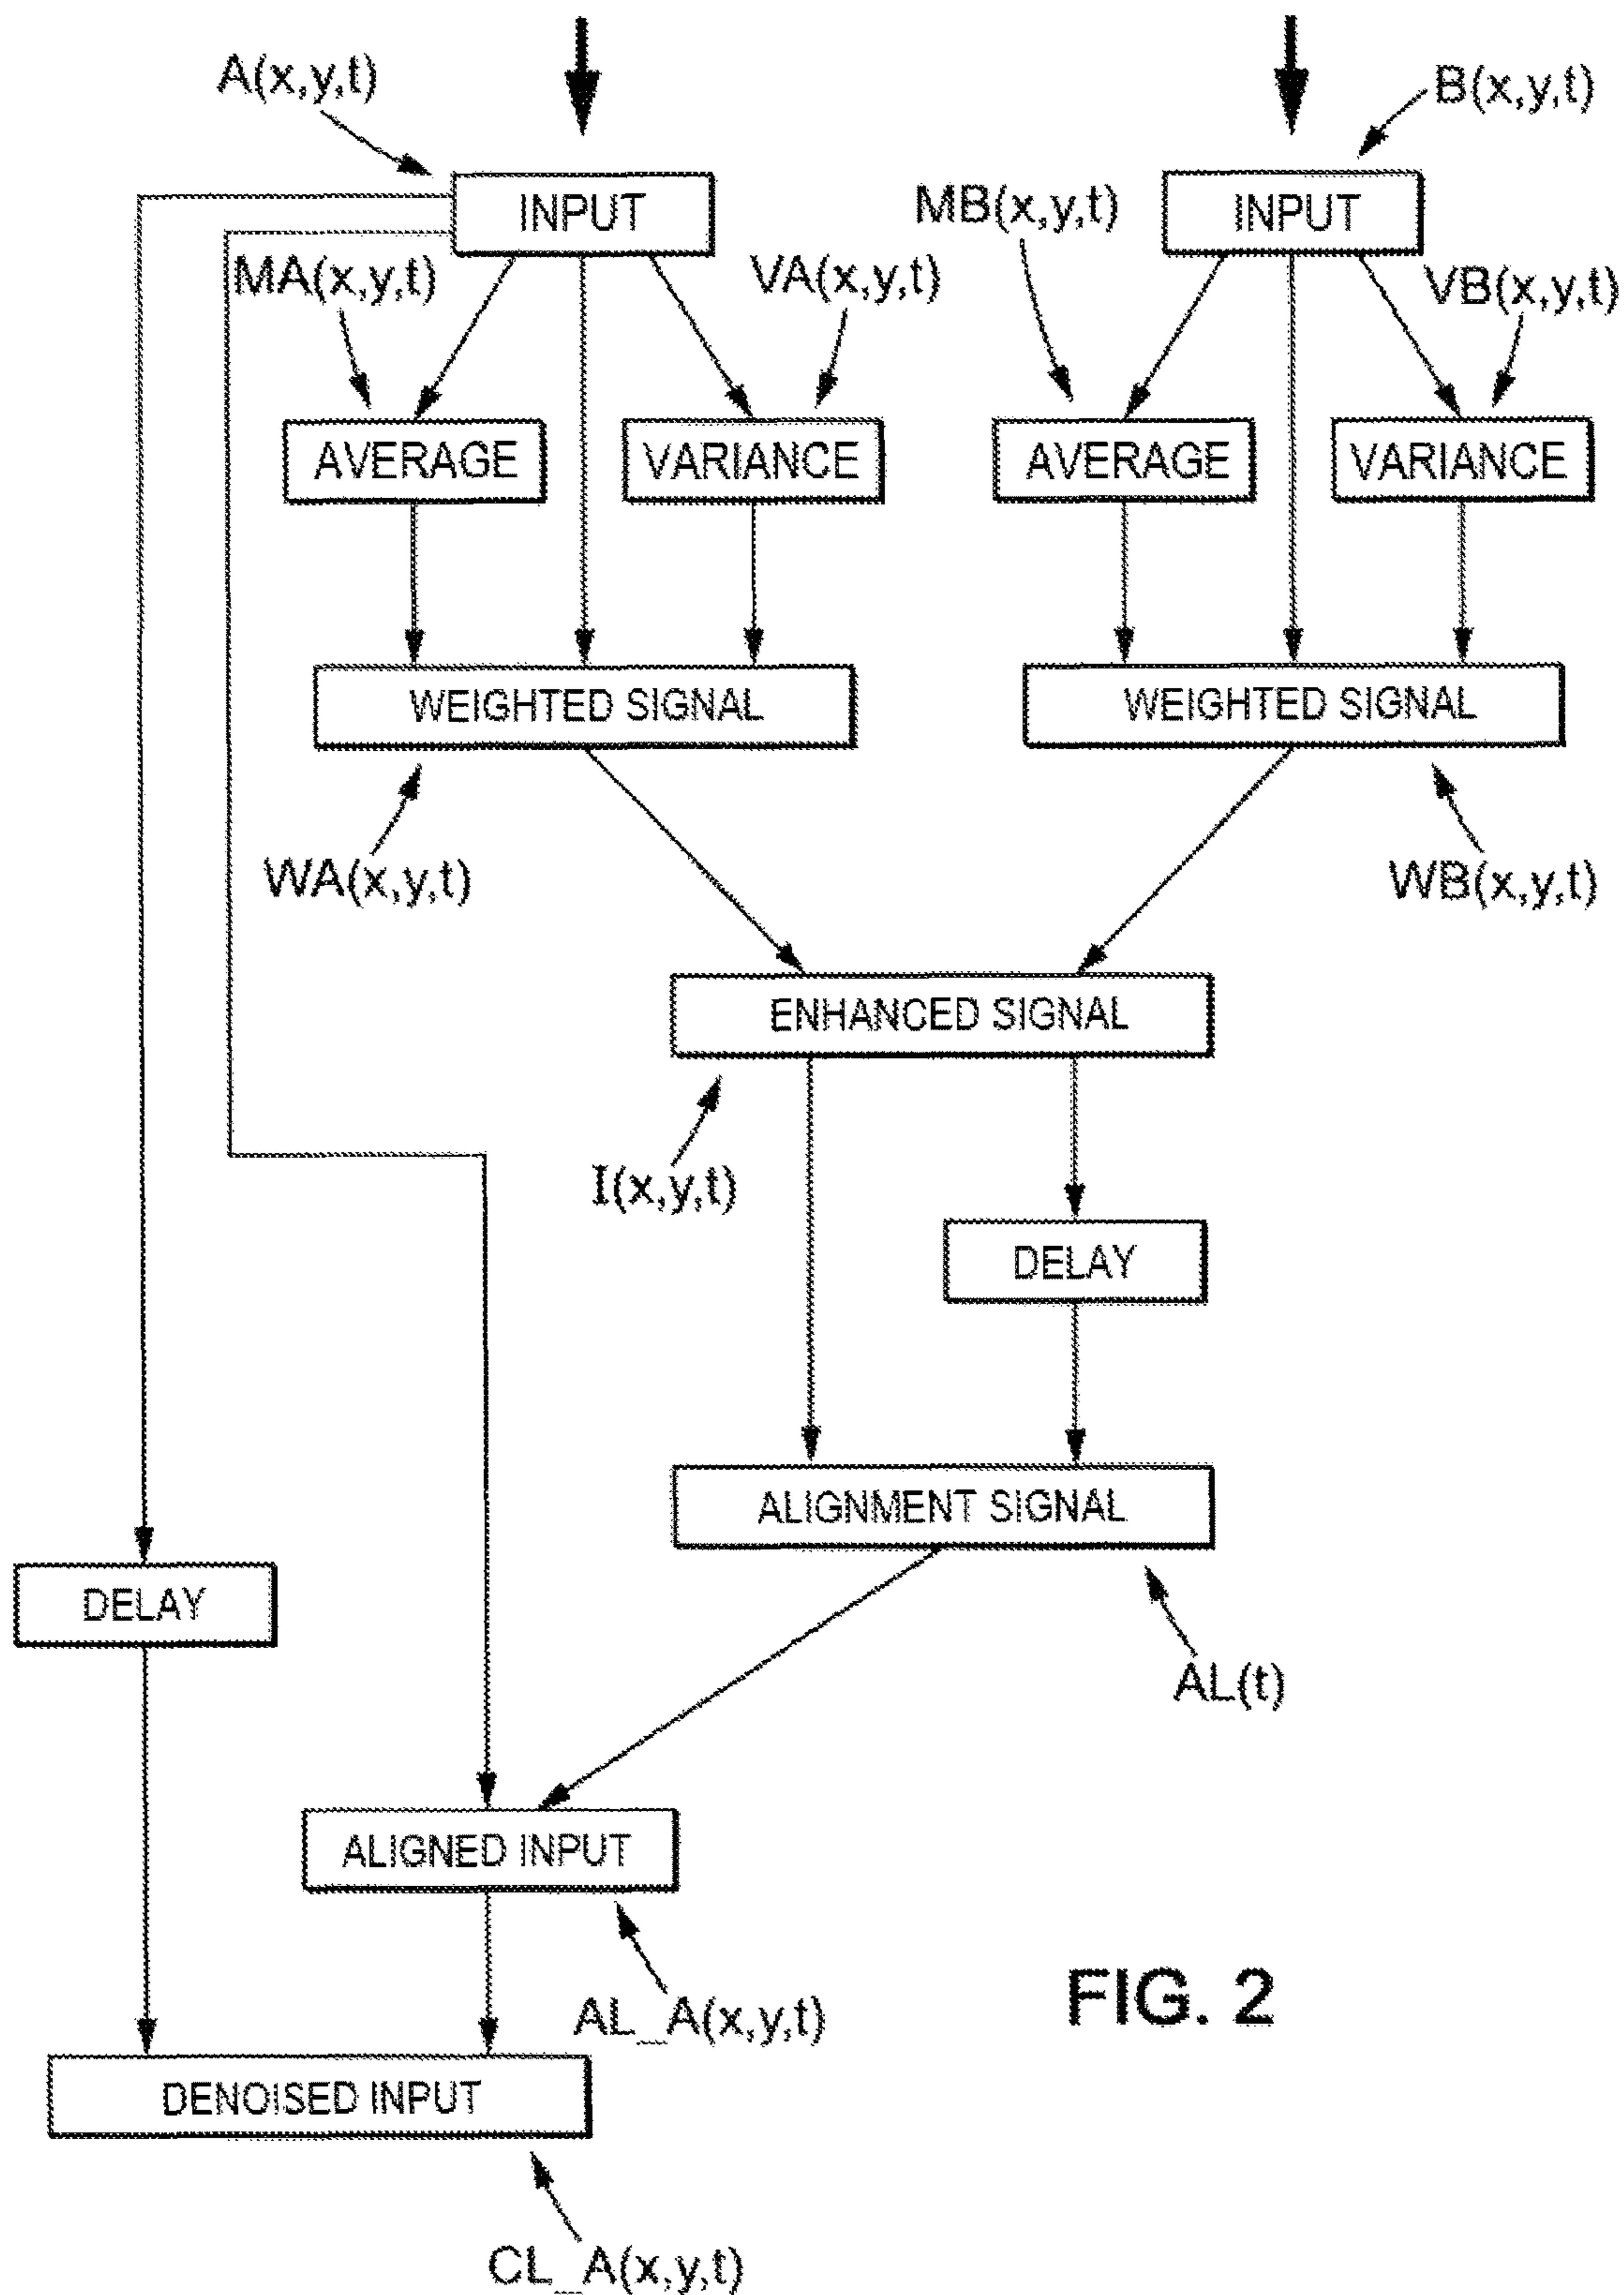 A(x,y,t)
B(x,y,t)
INPUT
MB(x,y,t)
INPUT
MA(x,y,t)
VA(x,y,t)
VB(x,y,t)
AVERAGE
VARIANCE
AVERAGE
VARIANCE
WEIGHTED SIGNAL
WEIGHTED SIGNAL
WA(x,y,t)
WB(x,y,t)
ENHANCED SIGNAL
I(x,y,t)
DELAY
ALIGNMENT SIGNAL
DELAY
AL(t)
ALIGNED INPUT
AL_A(x,y,t)
FIG. 2
DENOISED INPUT
CL_A(x,y,t)